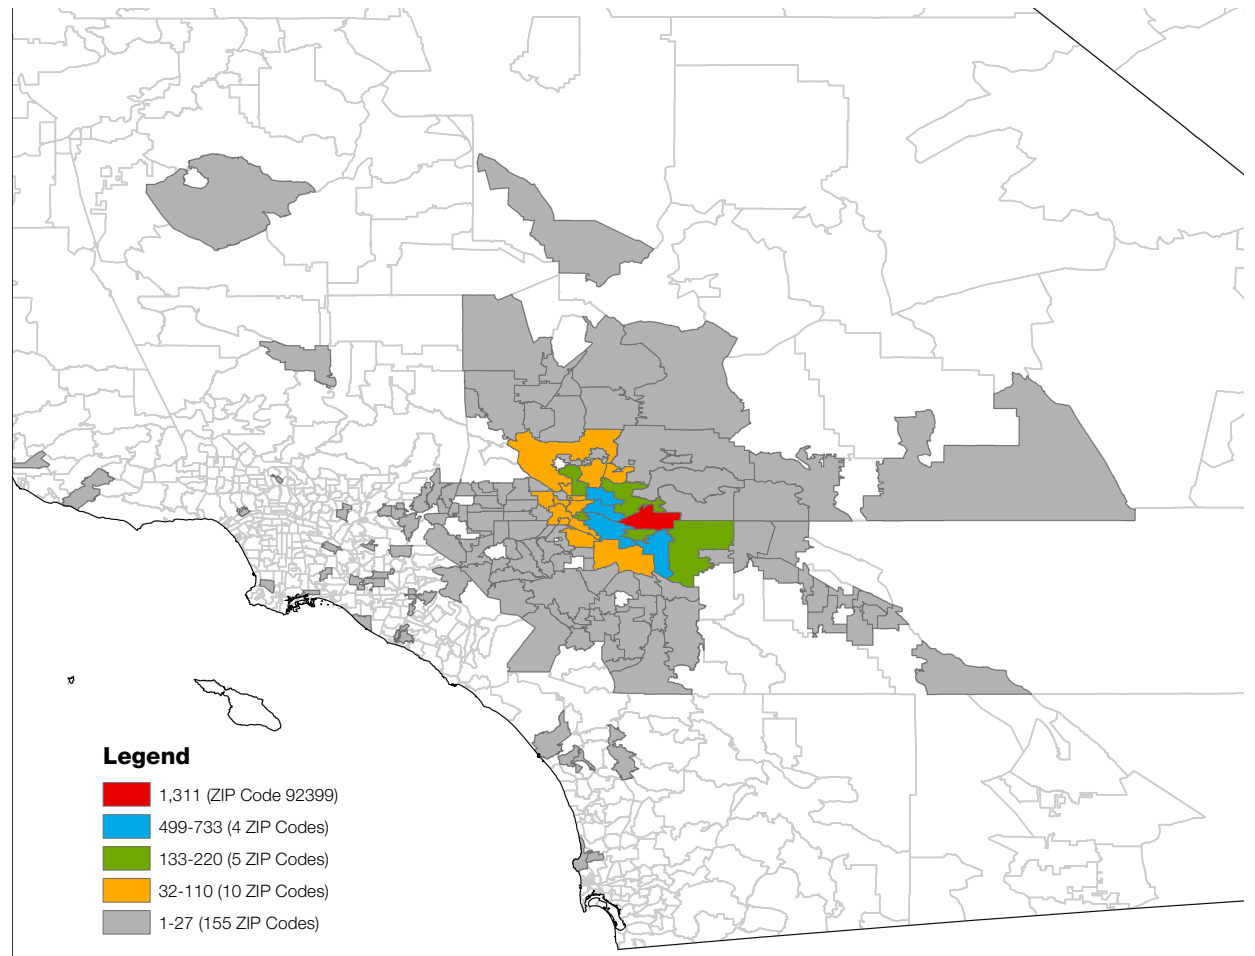 Legend
1,311 (ZIP Code 92399)
499-733 (4 ZIP Codes)
133-220 (5 ZIP Codes)
32-110 (10 ZIP Codes)
1-27 (155 ZIP Codes)